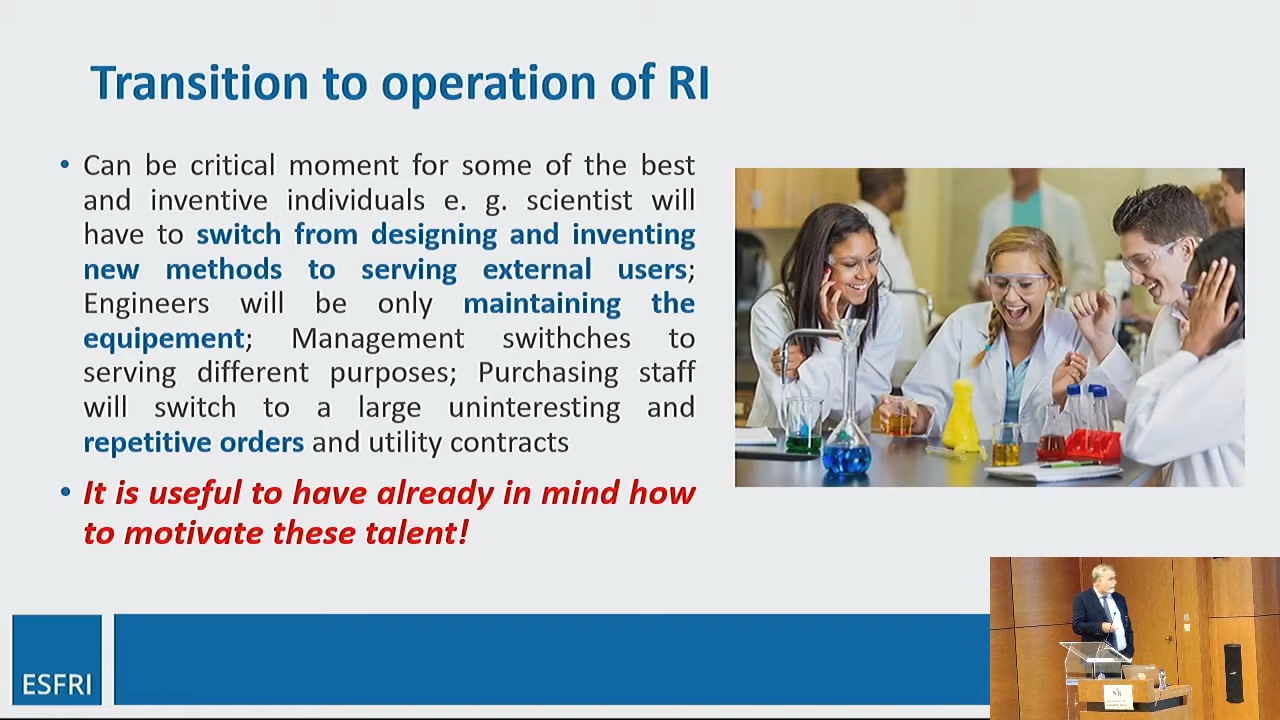 Transition to operation of RI
• Can be critical moment for some of the best
and inventive individuals e. g. scientist will
have to switch from designing and inventing
new methods to serving external users;
Engineers will be only maintaining the
equipement; Management swithches to
serving different purposes; Purchasing staff
will switch to a large uninteresting and
repetitive orders and utility contracts
• It is useful to have already in mind how
to motivate these talent!
ESFRI